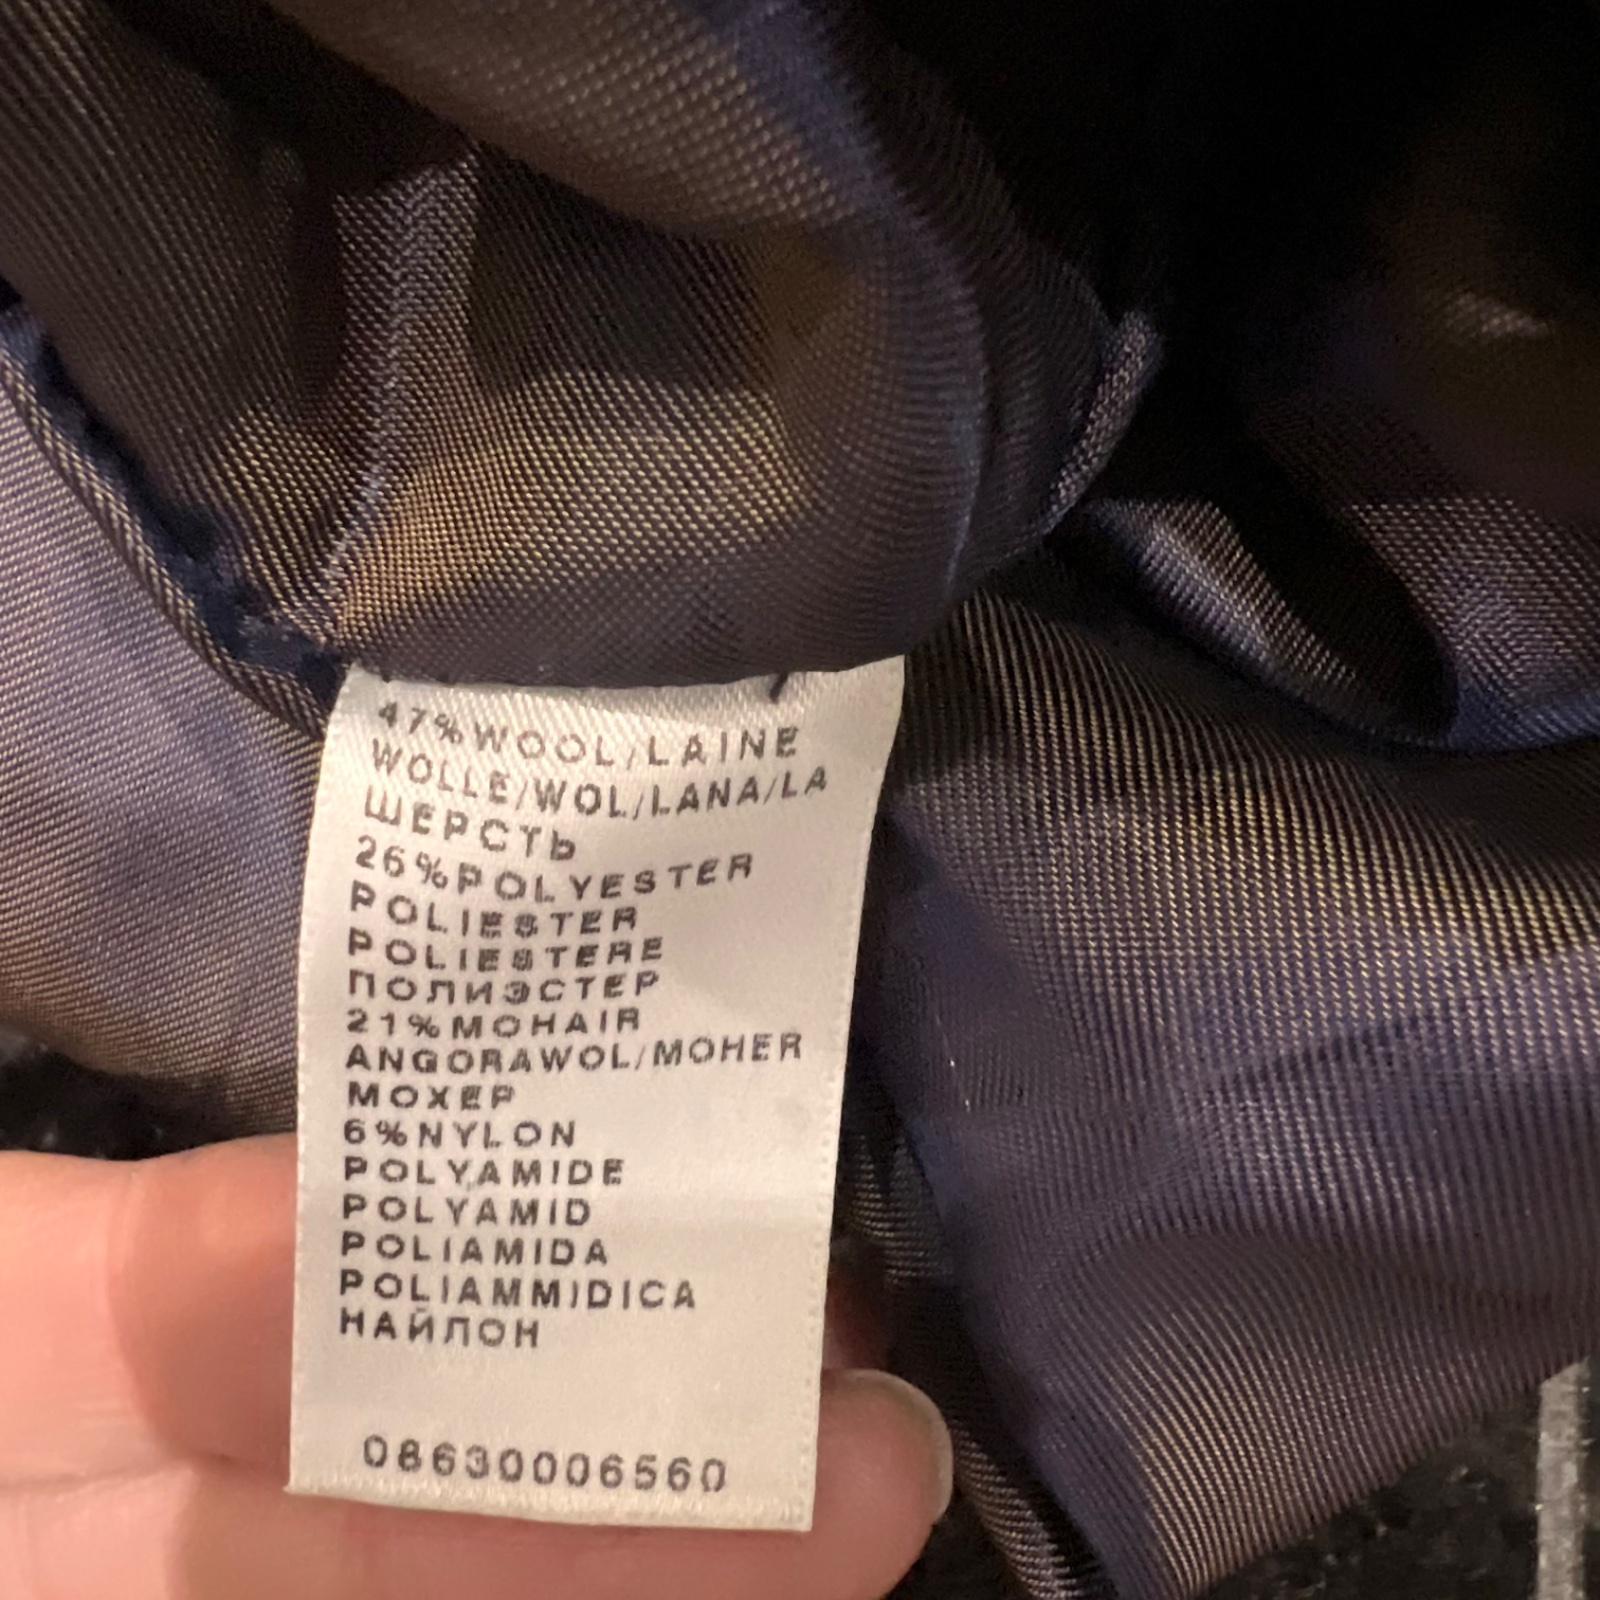 47%WOOL/LAINE
WOLLE/WOL/LANA/LA
ШЕРСТЬ
26%POLYESTER
POLIESTER
POLIESTERE
ПОЛИЭСТЕР
21%MOHAIR
ANGORAWOL/MOHER
МОХЕР
6%NYLON
POLYAMIDE
POLYAMID
POLIAMIDA
POLIAMMIDICA
НАЙЛОН
08630006560